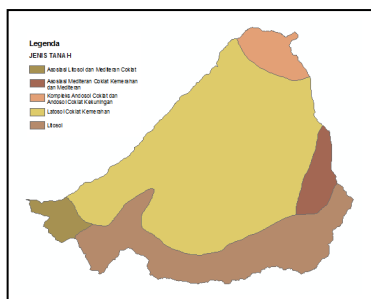 Legenda
JENIS TANAH
Asosiasi Litosol dan Mediteran Coklat
Asosiasi Mediteran Coklat Kemerahan
dan Mediteran
Kompleks Andosol Coklat dan
Andosol Coklat Kekuningan
Latosol Coklat Kemerahan
Litosol